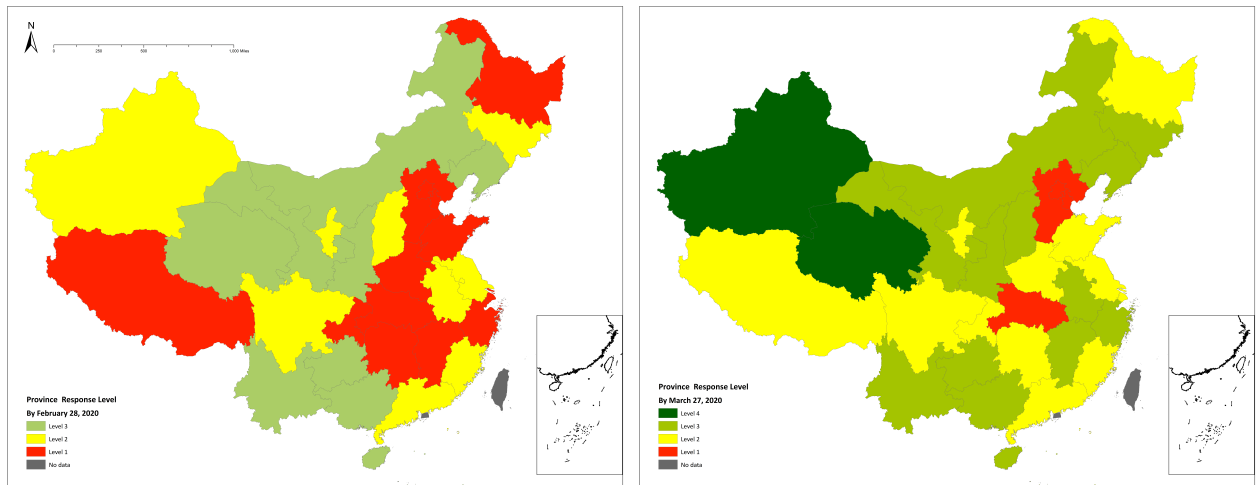 N
0 250 500 1,000 Miles
Province Response Level
By February 28, 2020
Level 3
Level 2
Level 1
No data
Province Response Level
By March 27, 2020
Level 4
Level 3
Level 2
Level 1
No data